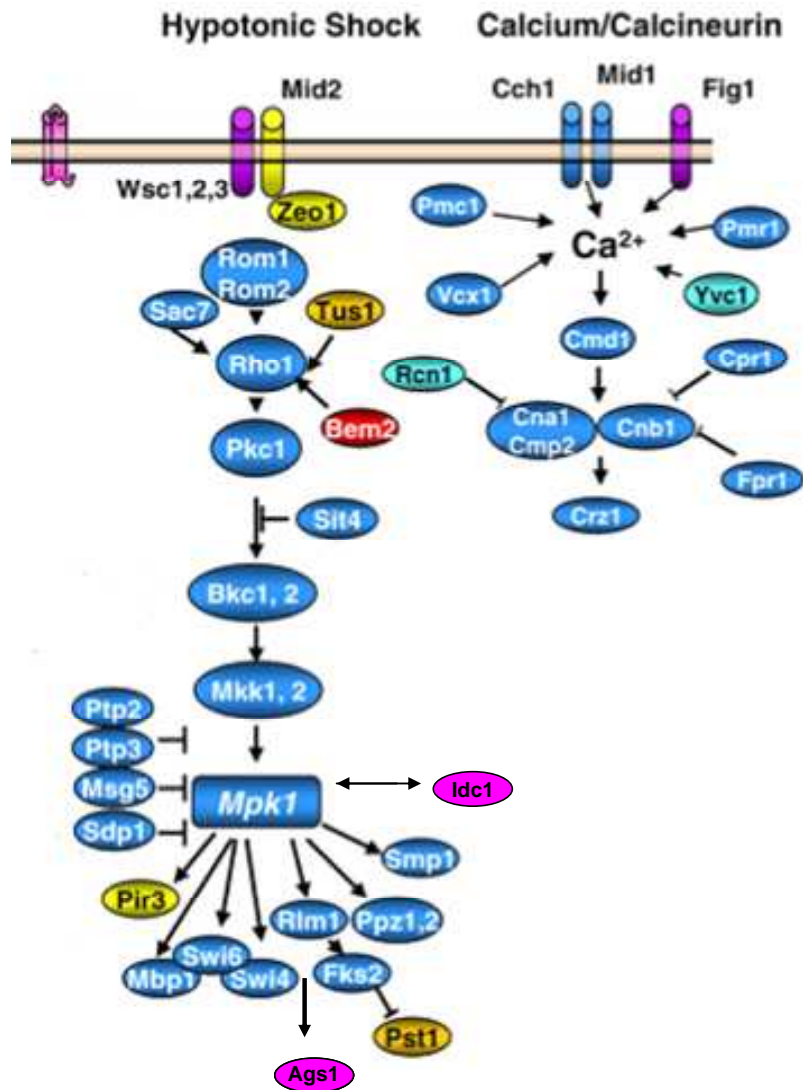 Hypotonic Shock
Calcium/Calcineurin
Mid2
Cch1
Mid1
Fig1
Wsc1,2,3
Zeo1
Pmc1
Pmr1
Ca²⁺
Rom1
Rom2
Sac7
Tus1
Vcx1
Yvc1
Cmd1
Rho1
Rcn1
Cpr1
Bem2
Cna1
Cmp2
Cnb1
Pkc1
Fpr1
Sit4
Crz1
Bkc1, 2
Mkk1, 2
Ptp2
Ptp3
Msg5
Mpk1
Idc1
Sdp1
Smp1
Pir3
Rlm1
Ppz1,2
Swi6
Mbp1
Swi4
Fks2
Pst1
Ags1